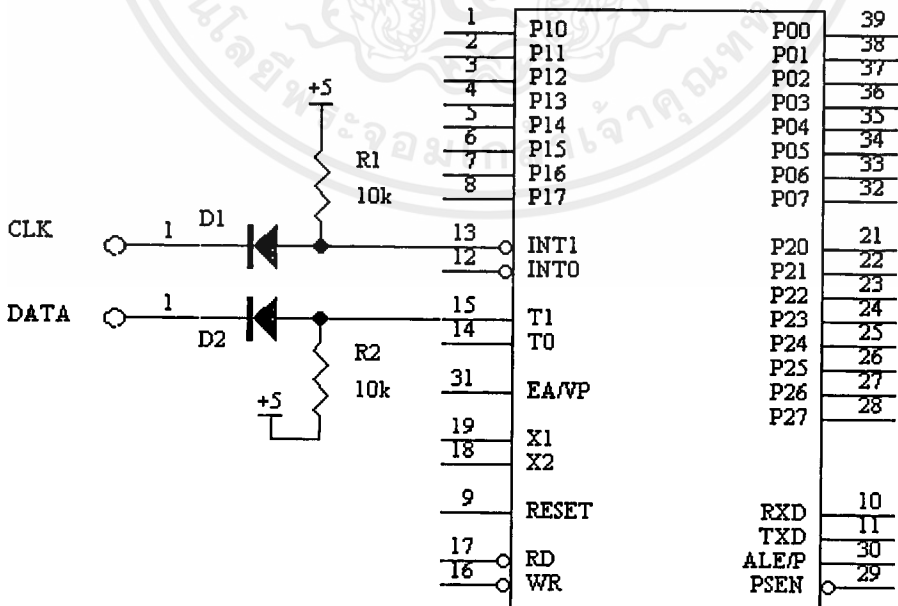 1 P10 P00 39
2 P11 P01 38
3 P12 P02 37
4 P13 P03 36
5 P14 P04 35
6 P15 P05 34
7 P16 P06 33
8 P17 P07 32
+5
R1
10k
CLK 1 D1 13 INT1 P20 21
12 INT0 P21 22
P22 23
DATA 1 D2 15 T1 P23 24
14 T0 P24 25
R2
10k
+5
P25 26
31 EA/VP P26 27
P27 28
19 X1
18 X2
9 RESET RXD 10
TXD 11
17 RD ALE/P 30
16 WR PSEN 29